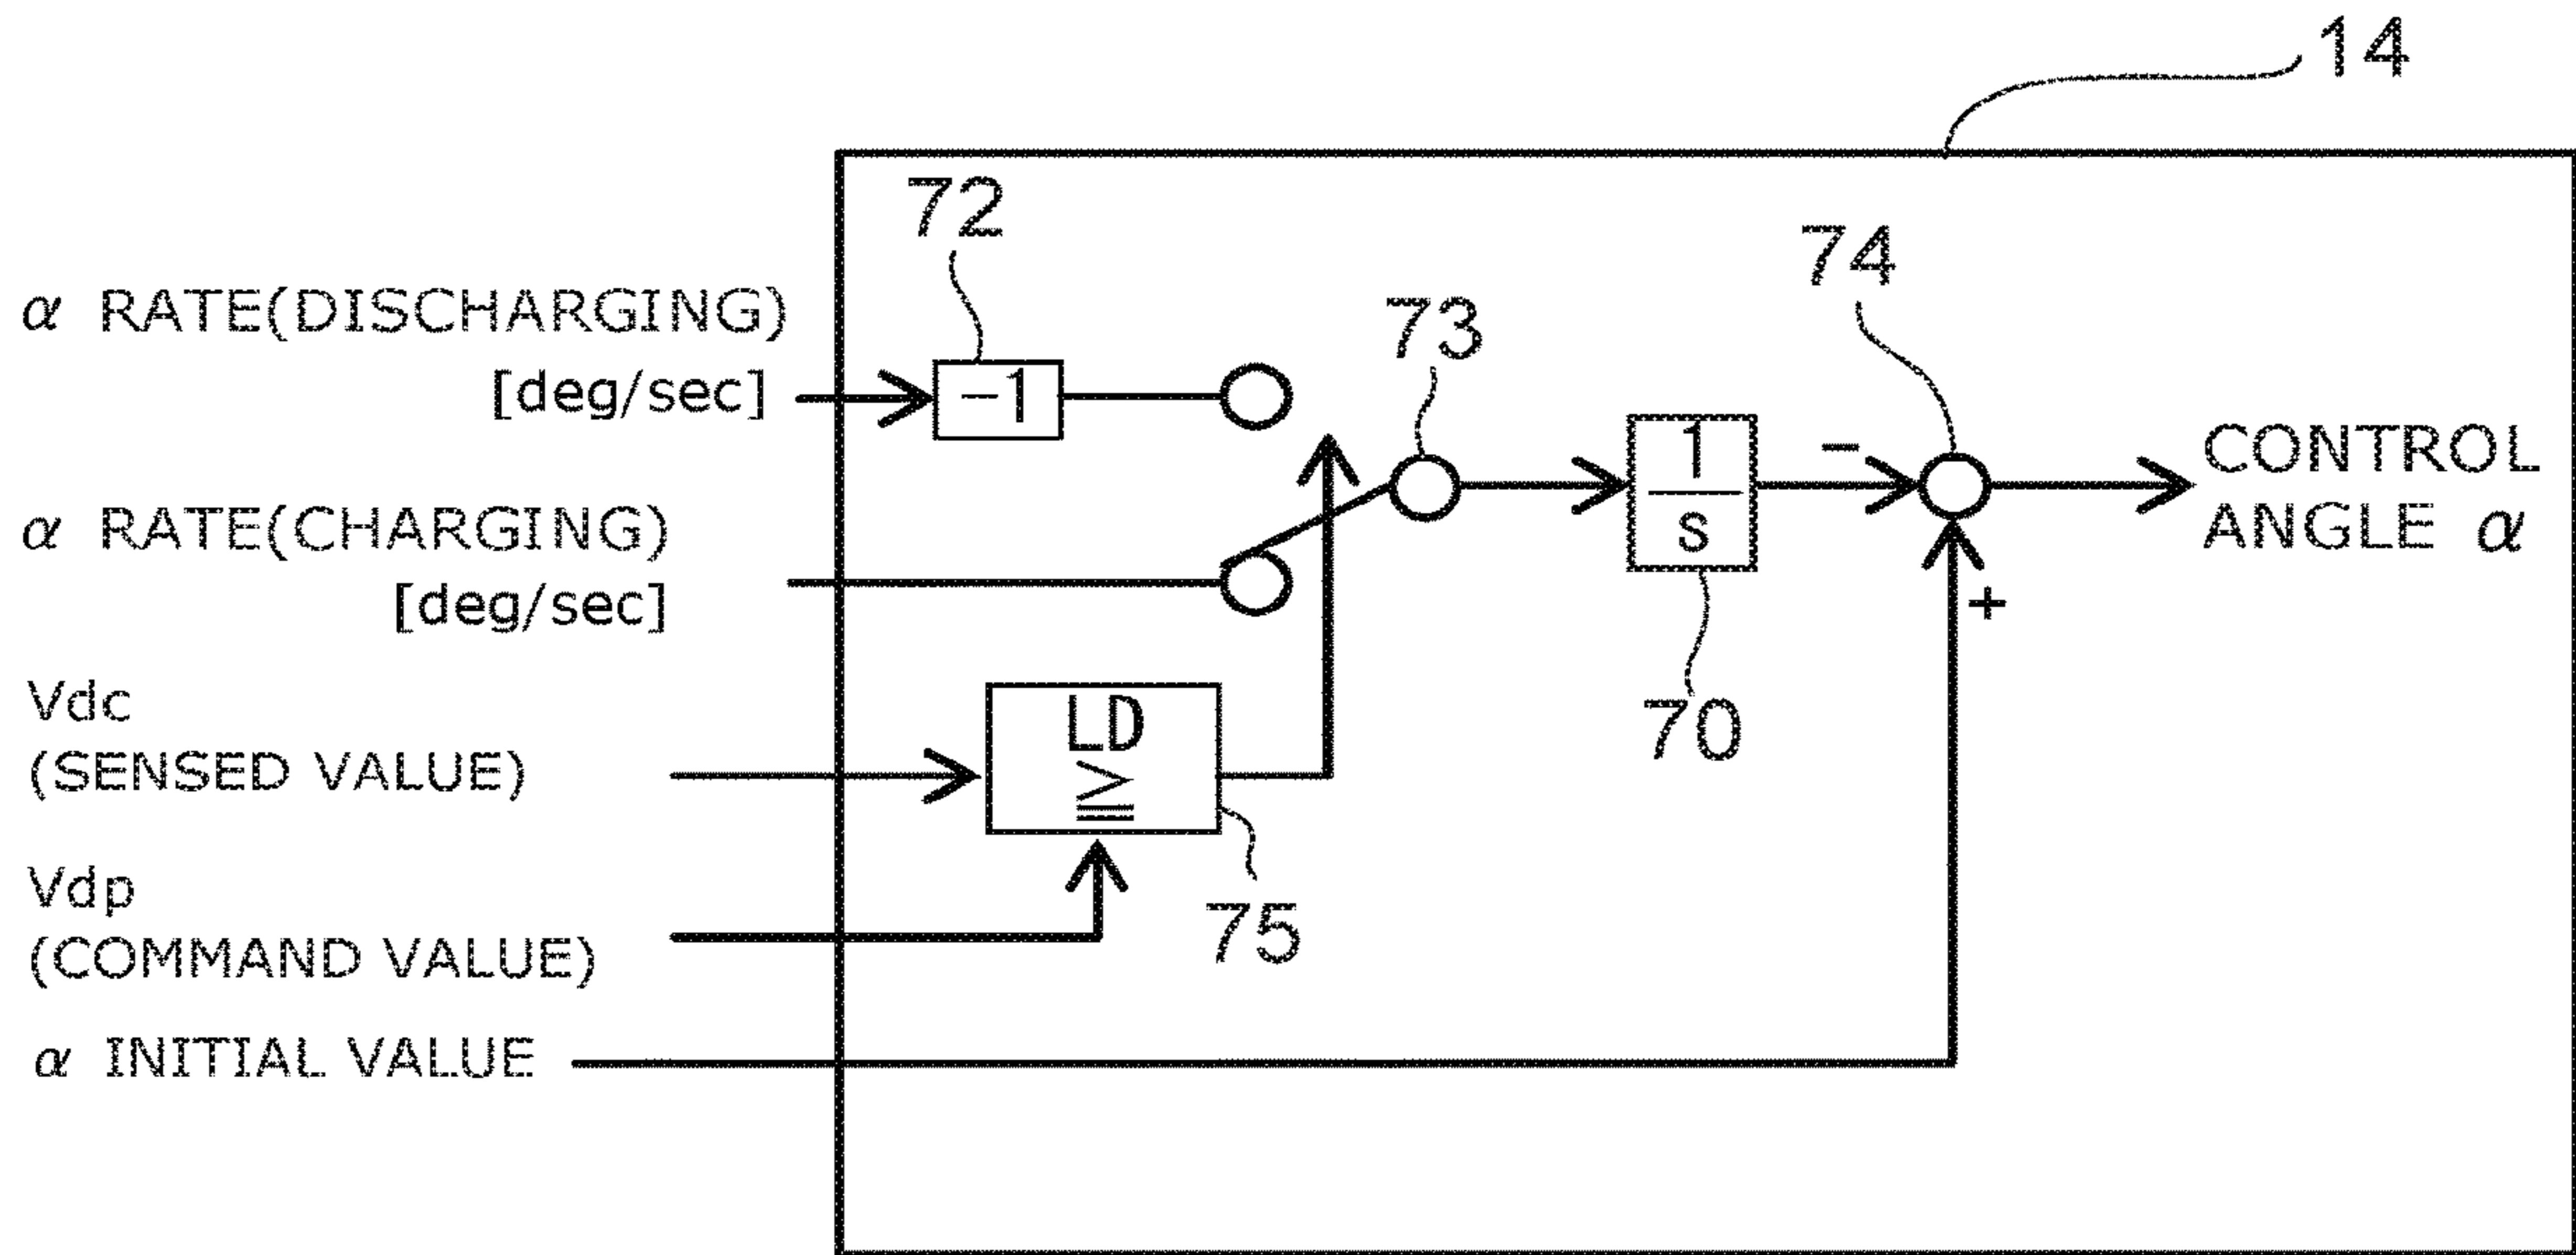 14
72
74
α RATE(DISCHARGING)
73
[deg/sec]
-1
−
1
s
CONTROL
ANGLE α
α RATE(CHARGING)
[deg/sec]
+
Vdc
(SENSED VALUE)
LD
≧
70
Vdp
(COMMAND VALUE)
75
α INITIAL VALUE